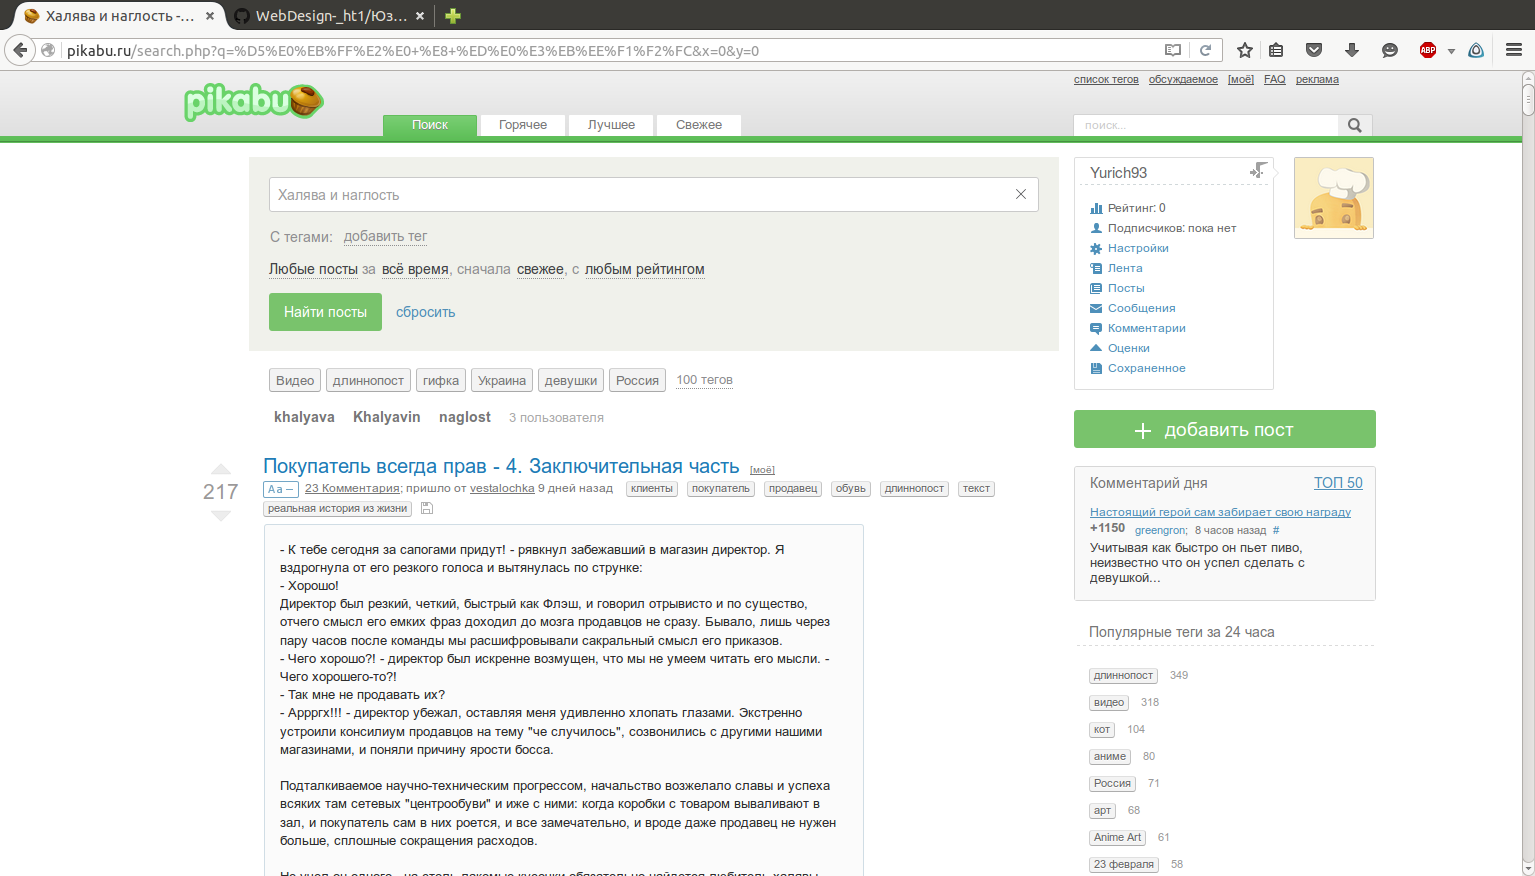 Халява и наглость -...
WebDesign-_ht1/Юз...
pikabu.ru/search.php?q=%D5%E0%EB%FF%E2%E0+%E8+%ED%E0%E3%EB%EE%F1%F2%FC&x=0&y=0
ABP
список тегов обсуждаемое [моё] FAQ реклама
pikabu
Поиск Горячее Лучшее Свежее
поиск...
Халява и наглость
С тегами: добавить тег
Любые посты за всё время, сначала свежее, с любым рейтингом
Найти посты сбросить
Видео длиннопост гифка Украина девушки Россия 100 тегов
khalyava Khalyavin naglost 3 пользователя
Покупатель всегда прав - 4. Заключительная часть [моё]
217
Aa — 23 Комментария; пришло от vestalochka 9 дней назад клиенты покупатель продавец обувь длиннопост текст
реальная история из жизни
- К тебе сегодня за сапогами придут! - рявкнул забежавший в магазин директор. Я
вздрогнула от его резкого голоса и вытянулась по струнке:
- Хорошо!
Директор был резкий, четкий, быстрый как Флэш, и говорил отрывисто и по существо,
отчего смысл его емких фраз доходил до мозга продавцов не сразу. Бывало, лишь через
пару часов после команды мы расшифровывали сакральный смысл его приказов.
- Чего хорошо?! - директор был искренне возмущен, что мы не умеем читать его мысли. -
Чего хорошего-то?!
- Так мне не продавать их?
- Аррргх!!! - директор убежал, оставляя меня удивленно хлопать глазами. Экстренно
устроили консилиум продавцов на тему "че случилось", созвонились с другими нашими
магазинами, и поняли причину ярости босса.
Подталкиваемое научно-техническим прогрессом, начальство возжелало славы и успеха
всяких там сетевых "центрообуви" и иже с ними: когда коробки с товаром вываливают в
зал, и покупатель сам в них роется, и все замечательно, и вроде даже продавец не нужен
больше, сплошные сокращения расходов.
Yurich93
Рейтинг: 0
Подписчиков: пока нет
Настройки
Лента
Посты
Сообщения
Комментарии
Оценки
Сохраненное
добавить пост
Комментарий дня ТОП 50
Настоящий герой сам забирает свою награду
+1150 greengron; 8 часов назад #
Учитывая как быстро он пьет пиво,
неизвестно что он успел сделать с
девушкой...
Популярные теги за 24 часа
длиннопост 349
видео 318
кот 104
аниме 80
Россия 71
арт 68
Anime Art 61
23 февраля 58